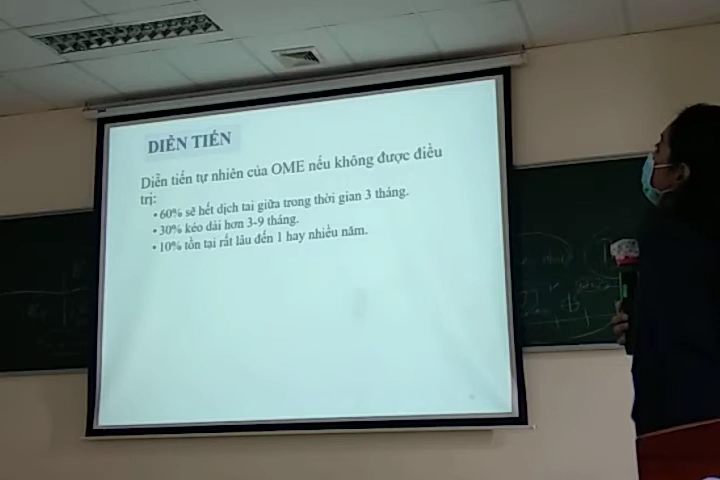 DIỄN TIẾN
Diễn tiến tự nhiên của OME nếu không được điều
trị:
• 60% sẽ hết dịch tai giữa trong thời gian 3 tháng.
• 30% kéo dài hơn 3-9 tháng.
• 10% tồn tại rất lâu đến 1 hay nhiều năm.